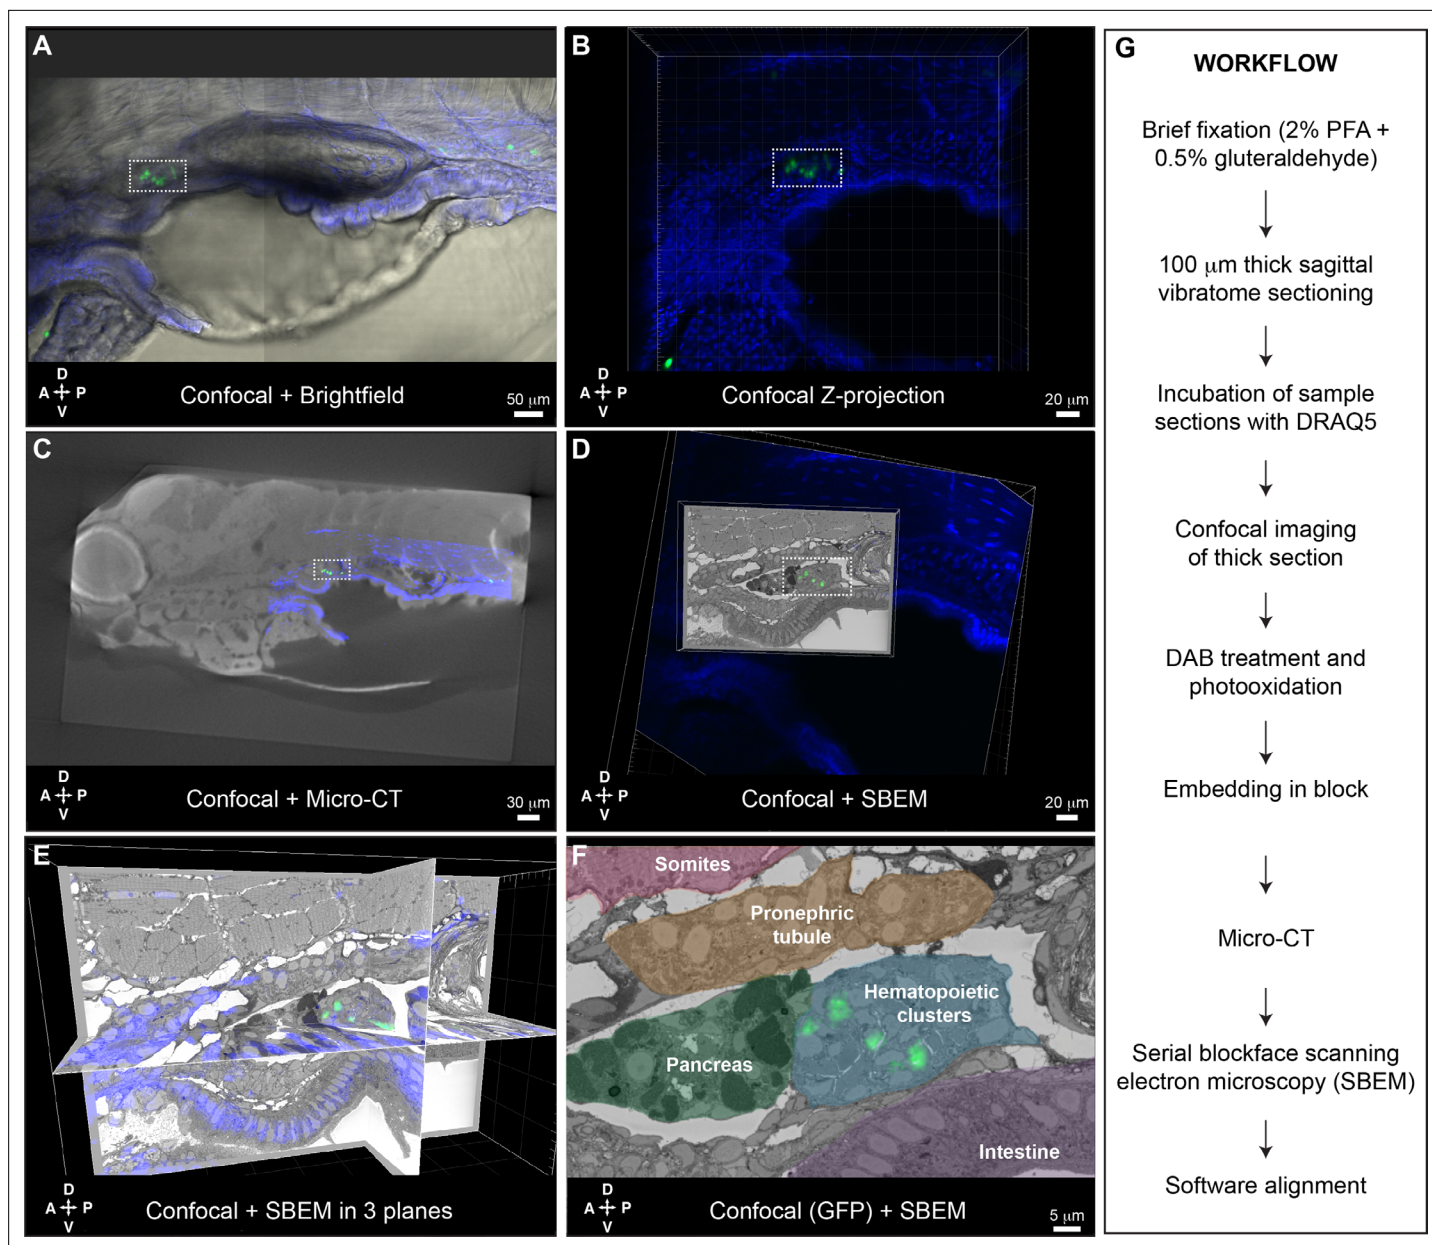 A
D
A P
V
Confocal + Brightfield
50 μm
B
D
A P
V
Confocal Z-projection
20 μm
C
D
A P
V
Confocal + Micro-CT
30 μm
D
D
A P
V
Confocal + SBEM
20 μm
E
D
A P
V
Confocal + SBEM in 3 planes
F
Somites
Pronephric
tubule
Hematopoietic
clusters
Pancreas
Intestine
D
A P
V
Confocal (GFP) + SBEM
5 μm
G
WORKFLOW
Brief fixation (2% PFA +
0.5% gluteraldehyde)
100 μm thick sagittal
vibratome sectioning
Incubation of sample
sections with DRAQ5
Confocal imaging
of thick section
DAB treatment and
photooxidation
Embedding in block
Micro-CT
Serial blockface scanning
electron microscopy (SBEM)
Software alignment